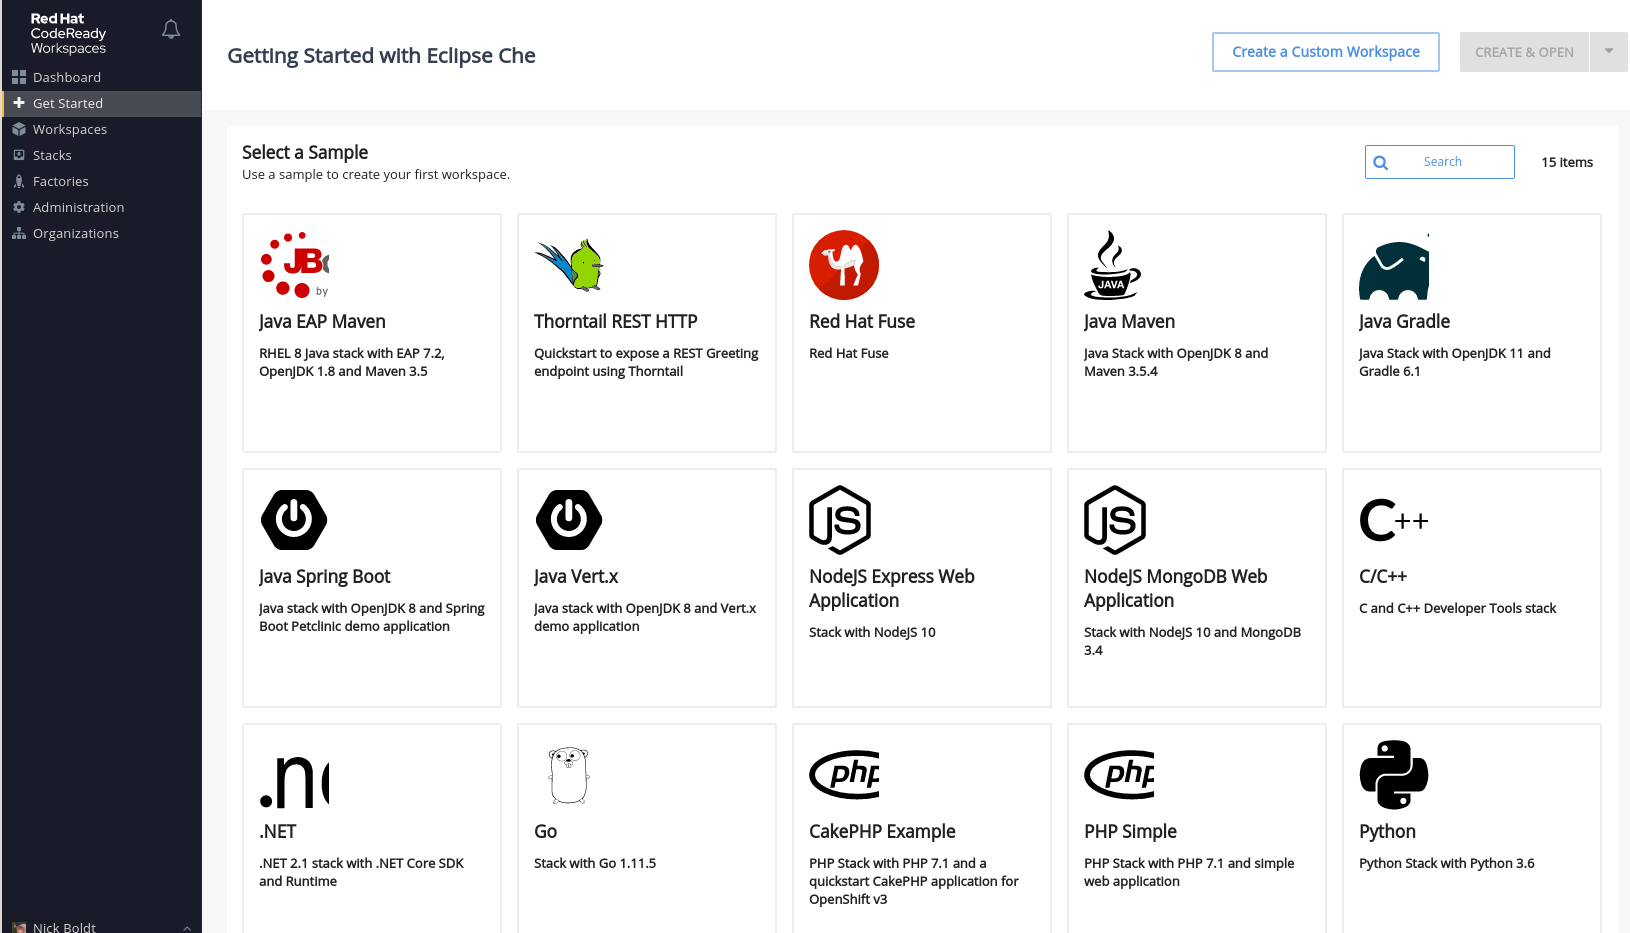 Red Hat
CodeReady
Workspaces
Dashboard
Get Started
Workspaces
Stacks
Factories
Administration
Organizations
Nick Boldt
Getting Started with Eclipse Che
Create a Custom Workspace
CREATE & OPEN
Select a Sample
Use a sample to create your first workspace.
Search
15 items
JB
by
Java EAP Maven
RHEL 8 Java stack with EAP 7.2,
OpenJDK 1.8 and Maven 3.5
Thorntail REST HTTP
Quickstart to expose a REST Greeting
endpoint using Thorntail
Red Hat Fuse
Red Hat Fuse
JAVA
Java Maven
Java Stack with OpenJDK 8 and
Maven 3.5.4
Java Gradle
Java Stack with OpenJDK 11 and
Gradle 6.1
Java Spring Boot
Java stack with OpenJDK 8 and Spring
Boot Petclinic demo application
Java Vert.x
Java stack with OpenJDK 8 and Vert.x
demo application
JS
NodeJS Express Web
Application
Stack with NodeJS 10
JS
NodeJS MongoDB Web
Application
Stack with NodeJS 10 and MongoDB
3.4
C++
C/C++
C and C++ Developer Tools stack
.n
.NET
.NET 2.1 stack with .NET Core SDK
and Runtime
Go
Stack with Go 1.11.5
php
CakePHP Example
PHP Stack with PHP 7.1 and a
quickstart CakePHP application for
OpenShift v3
php
PHP Simple
PHP Stack with PHP 7.1 and simple
web application
Python
Python Stack with Python 3.6